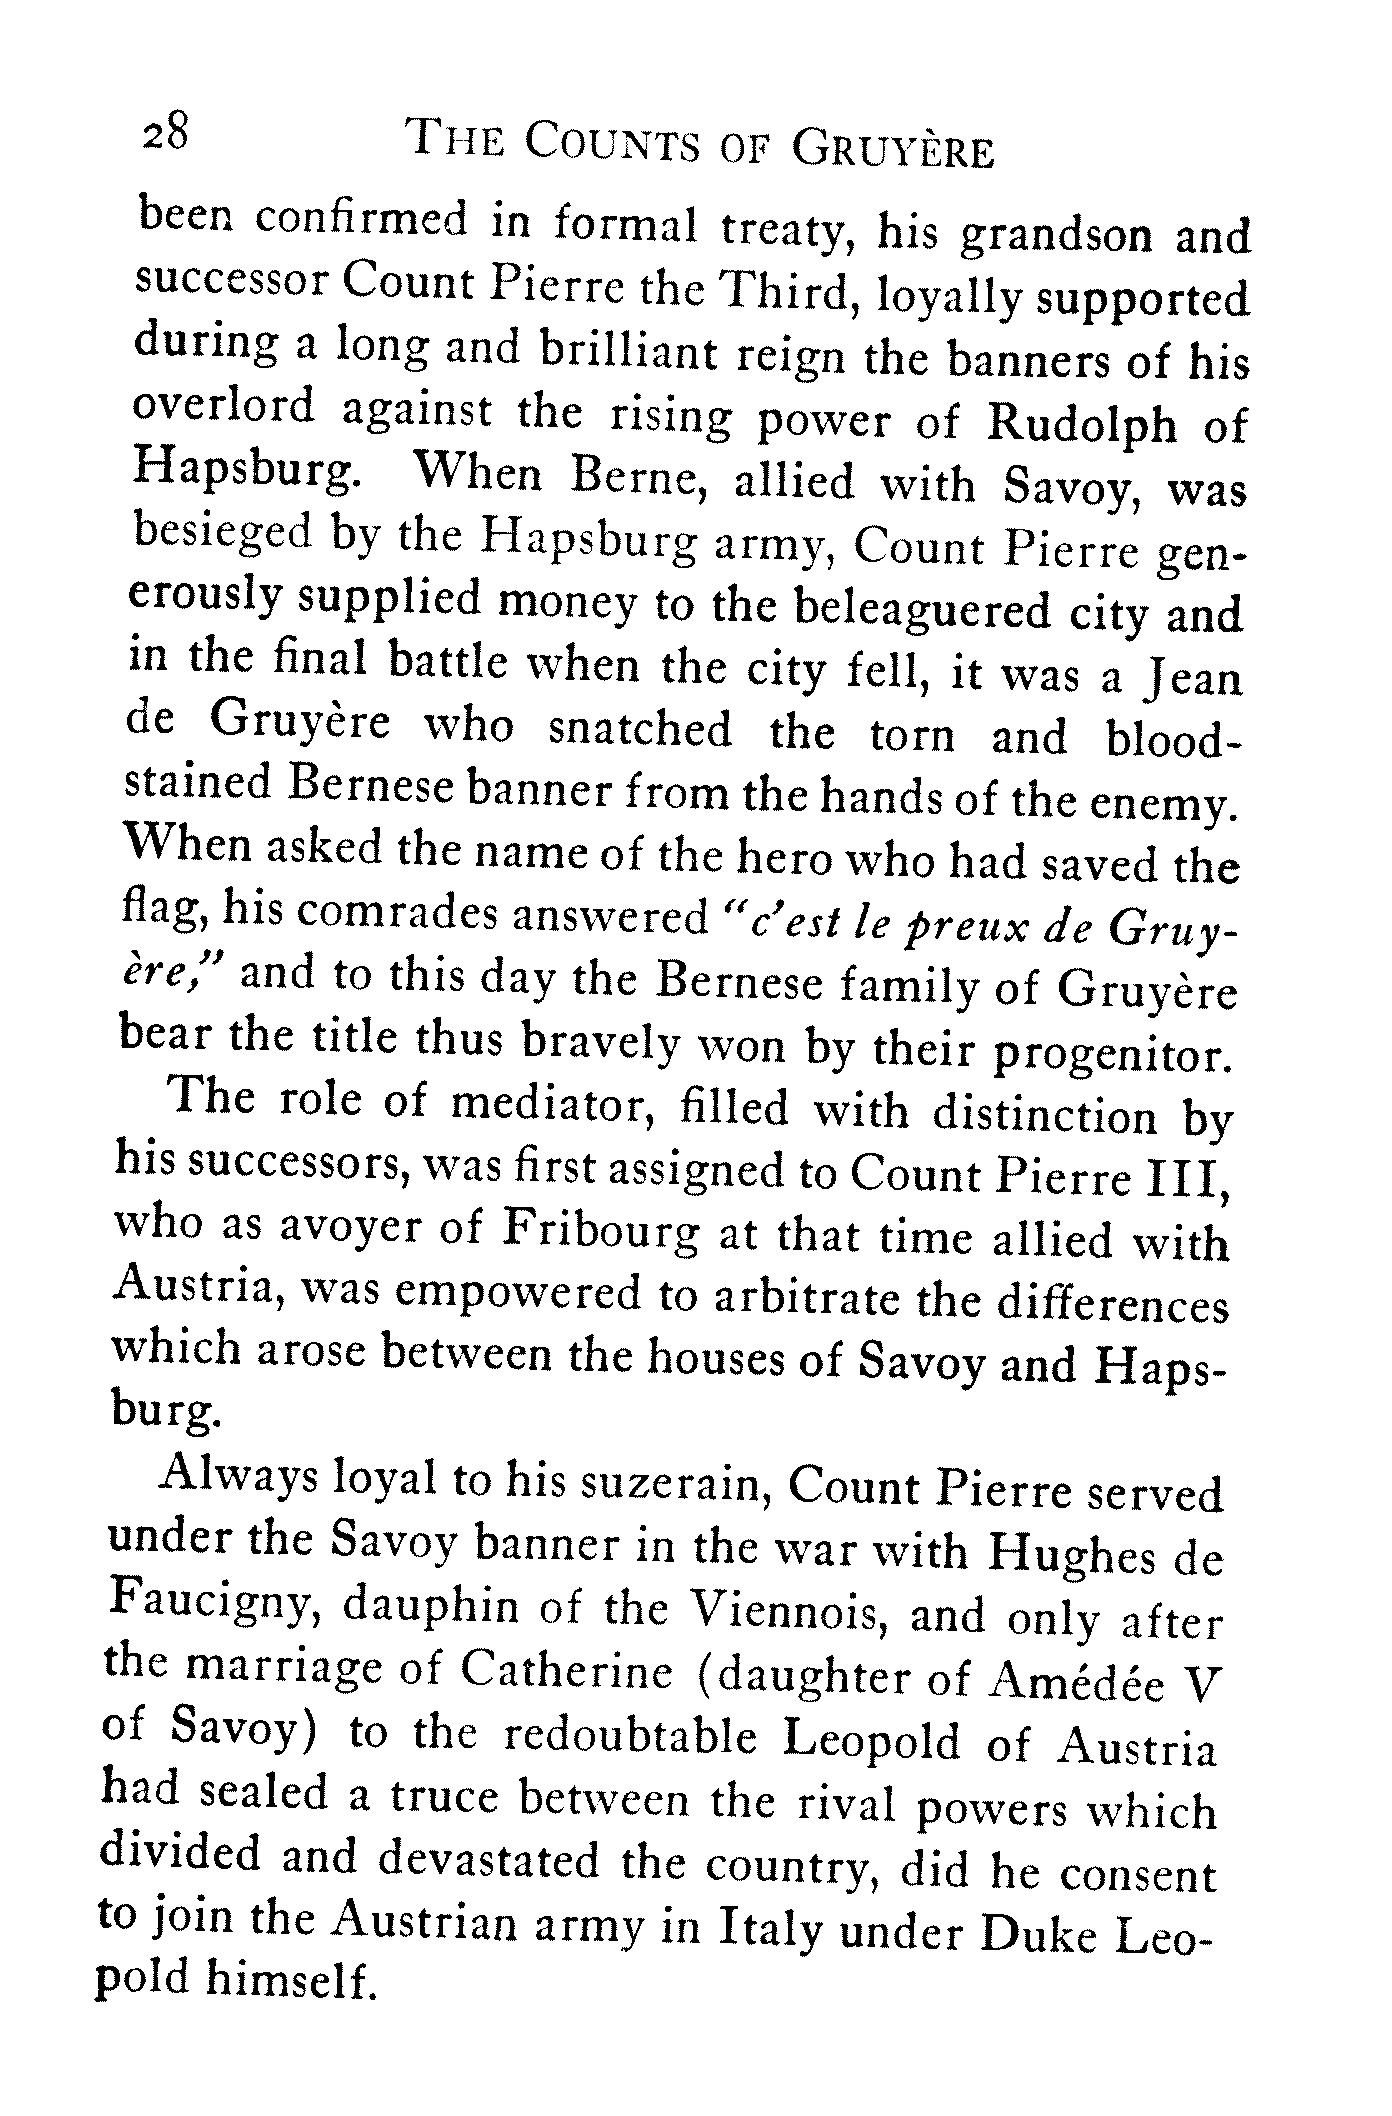 28 THE COUNTS OF GRUYÈRE
been confirmed in formal treaty, his grandson and
successor Count Pierre the Third, loyally supported
during a long and brilliant reign the banners of his
overlord against the rising power of Rudolph of
Hapsburg. When Berne, allied with Savoy, was
besieged by the Hapsburg army, Count Pierre gen-
erously supplied money to the beleaguered city and
in the final battle when the city fell, it was a Jean
de Gruyère who snatched the torn and blood-
stained Bernese banner from the hands of the enemy.
When asked the name of the hero who had saved the
flag, his comrades answered "c'est le preux de Gruy-
ère," and to this day the Bernese family of Gruyère
bear the title thus bravely won by their progenitor.
The role of mediator, filled with distinction by
his successors, was first assigned to Count Pierre III,
who as avoyer of Fribourg at that time allied with
Austria, was empowered to arbitrate the differences
which arose between the houses of Savoy and Haps-
burg.
Always loyal to his suzerain, Count Pierre served
under the Savoy banner in the war with Hughes de
Faucigny, dauphin of the Viennois, and only after
the marriage of Catherine (daughter of Amédée V
of Savoy) to the redoubtable Leopold of Austria
had sealed a truce between the rival powers which
divided and devastated the country, did he consent
to join the Austrian army in Italy under Duke Leo-
pold himself.